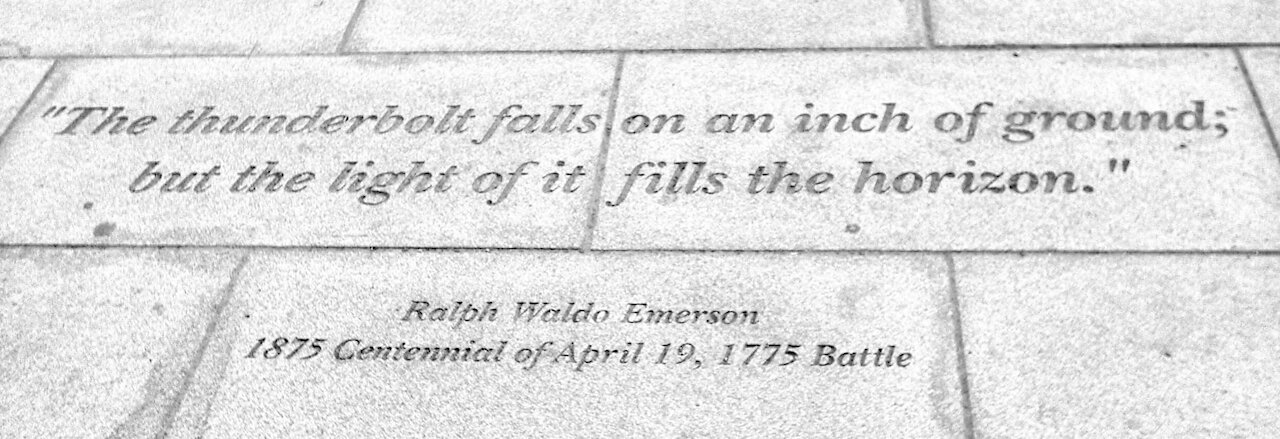 "The thunderbolt falls on an inch of ground;
but the light of it fills the horizon."
Ralph Waldo Emerson
1875 Centennial of April 19, 1775 Battle